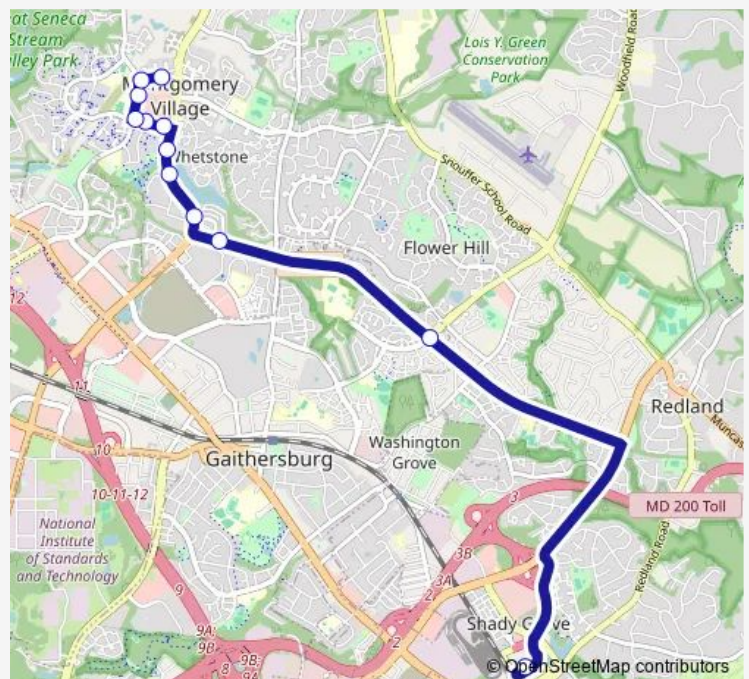 at Seneca
Stream
lley Park
Montgomery
Village
Whetstone
Lois Y. Green
Conservation
Park
Woodfield Road
Snouffer School Road
Flower Hill
12
11
10
10-11-12
Gaithersburg
Washington
Grove
Redland
Muncas
MD 200 Toll
3
3B
3A
2
2
National
Institute
of Standards
and Technology
9
9A
9B
9B
8
9A
Redland Road
Shady Grove
© OpenStreetMap contributors